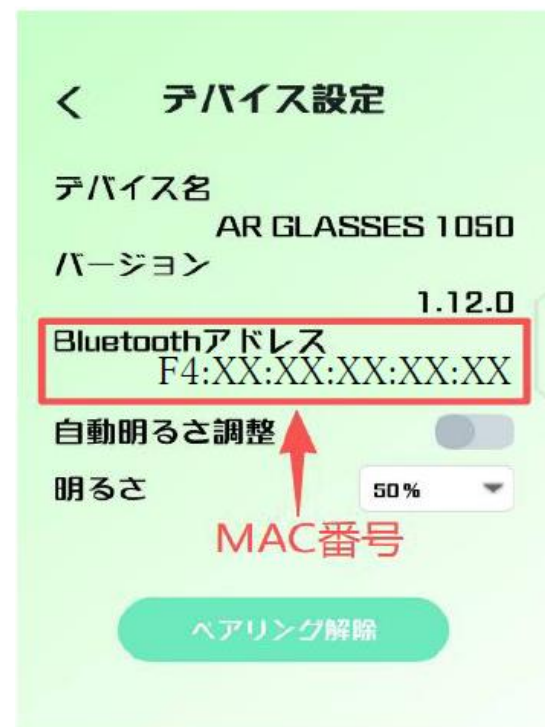 < デバイス設定
デバイス名
AR GLASSES 1050
バージョン
1.12.0
Bluetoothアドレス
F4:XX:XX:XX:XX:XX
自動明るさ調整
明るさ 50%
MAC番号
ペアリング解除